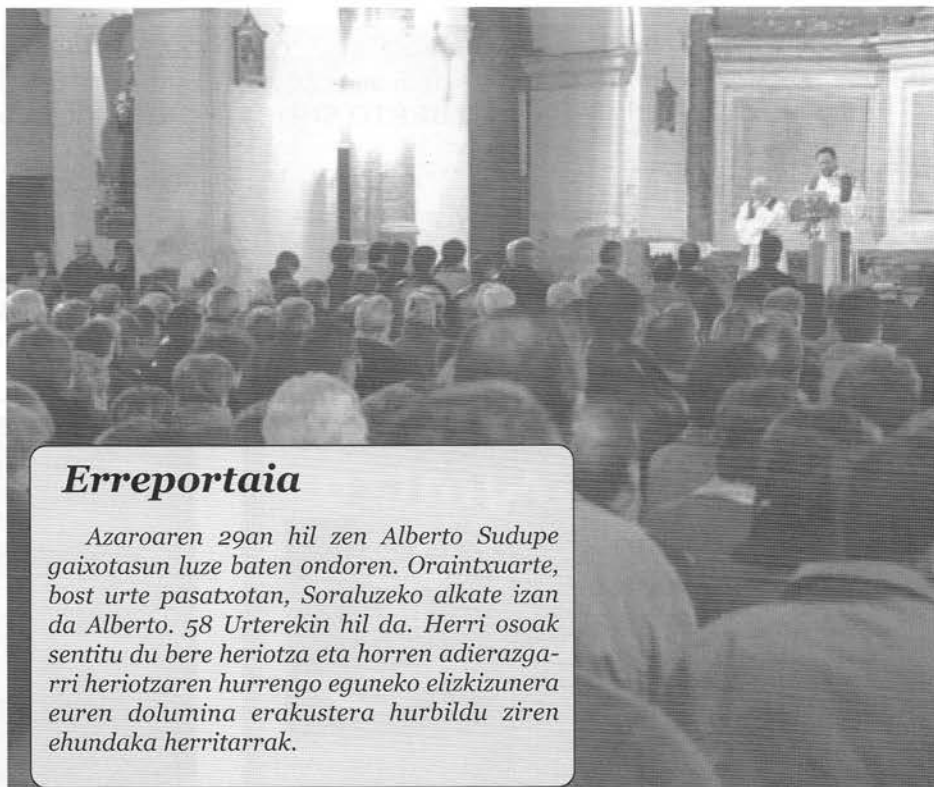 Erreportaia
Azaroaren 29an hil zen Alberto Sudupe
gaixotasun luze baten ondoren. Oraintxuarte,
bost urte pasatxotan, Soraluzeko alkate izan
da Alberto. 58 Urterekin hil da. Herri osoak
sentitu du bere heriotza eta horren adierazga-
rri heriotzaren hurrengo eguneko elizkizunera
euren dolumina erakustera hurbildu ziren
ehundaka herritarrak.